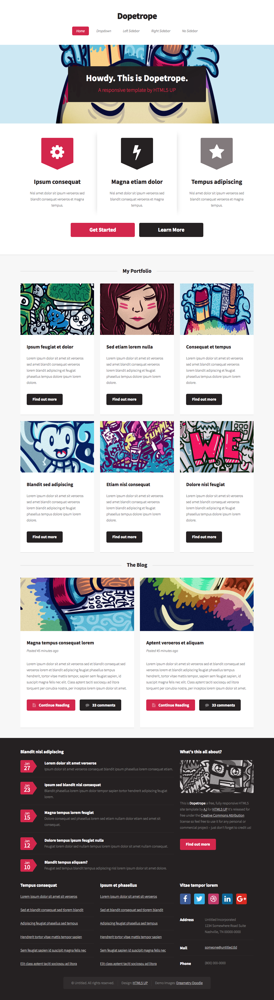 Dopetrope
Home Dropdown Left Sidebar Right Sidebar No Sidebar
Howdy. This is Dopetrope.
A responsive template by HTML5 UP
Ipsum consequat
Nisl amet dolor sit ipsum veroeros sed
blandit consequat veroeros et magna
tempus.
Magna etiam dolor
Nisl amet dolor sit ipsum veroeros sed
blandit consequat veroeros et magna
tempus.
Tempus adipiscing
Nisl amet dolor sit ipsum veroeros sed
blandit consequat veroeros et magna
tempus.
Get Started
Learn More
My Portfolio
Ipsum feugiat et dolor
Lorem ipsum dolor sit amet sit veroeros
sed amet blandit consequat veroeros
lorem blandit adipiscing et feugiat
phasellus tempus dolore ipsum lorem
dolore.
Find out more
Sed etiam lorem nulla
Lorem ipsum dolor sit amet sit veroeros
sed amet blandit consequat veroeros
lorem blandit adipiscing et feugiat
phasellus tempus dolore ipsum lorem
dolore.
Find out more
Consequat et tempus
Lorem ipsum dolor sit amet sit veroeros
sed amet blandit consequat veroeros
lorem blandit adipiscing et feugiat
phasellus tempus dolore ipsum lorem
dolore.
Find out more
Blandit sed adipiscing
Lorem ipsum dolor sit amet sit veroeros
sed amet blandit consequat veroeros
lorem blandit adipiscing et feugiat
phasellus tempus dolore ipsum lorem
dolore.
Find out more
SUMMER
Etiam nisl consequat
Lorem ipsum dolor sit amet sit veroeros
sed amet blandit consequat veroeros
lorem blandit adipiscing et feugiat
phasellus tempus dolore ipsum lorem
dolore.
Find out more
WE
Dolore nisl feugiat
Lorem ipsum dolor sit amet sit veroeros
sed amet blandit consequat veroeros
lorem blandit adipiscing et feugiat
phasellus tempus dolore ipsum lorem
dolore.
Find out more
The Blog
Magna tempus consequat lorem
Posted 45 minutes ago
Lorem ipsum dolor sit amet sit veroeros sed et blandit consequat sed
veroeros lorem et blandit adipiscing feugiat phasellus tempus
hendrerit, tortor vitae mattis tempor, sapien sem feugiat sapien, id
suscipit magna felis nec elit. Class aptent taciti sociosqu ad litora
torquent per conubia nostra, per inceptos lorem ipsum dolor sit amet.
Continue Reading
33 comments
Aptent veroeros et aliquam
Posted 45 minutes ago
Lorem ipsum dolor sit amet sit veroeros sed et blandit consequat sed
veroeros lorem et blandit adipiscing feugiat phasellus tempus
hendrerit, tortor vitae mattis tempor, sapien sem feugiat sapien, id
suscipit magna felis nec elit. Class aptent taciti sociosqu ad litora
torquent per conubia nostra, per inceptos lorem ipsum dolor sit amet.
Continue Reading
33 comments
Blandit nisl adipiscing
Jan
27
Lorem dolor sit amet veroeros
Ipsum dolor sit amet veroeros consequat blandit ipsum phasellus lorem consequat etiam.
Jan
23
Ipsum sed blandit nisl consequat
Blandit phasellus lorem ipsum dolor tempor sapien tortor hendrerit adipiscing feugiat
lorem.
Jan
15
Magna tempus lorem feugiat
Dolore consequat sed phasellus lorem sed etiam nullam dolor etiam sed amet sit
consequat.
Jan
12
Dolore tempus ipsum feugiat nulla
Feugiat lorem dolor sed nullam tempus lorem ipsum dolor sit amet nullam consequat.
Jan
10
Blandit tempus aliquam?
Feugiat sed tempus blandit tempus adipiscing nisl lorem ipsum dolor sit amet dolore.
What's this all about?
SUMMER
This is Dopetrope a free, fully responsive HTML5
site template by AJ for HTML5 UP It's released for
free under the Creative Commons Attribution
license so feel free to use it for any personal or
commercial project – just don't forget to credit us!
Find out more
Tempus consequat
Lorem ipsum dolor sit amet sit veroeros
Sed et blandit consequat sed tlorem blandit
Adipiscing feugiat phasellus sed tempus
Hendrerit tortor vitae mattis tempor sapien
Sem feugiat sapien id suscipit magna felis nec
Elit class aptent taciti sociosqu ad litora
Ipsum et phasellus
Lorem ipsum dolor sit amet sit veroeros
Sed et blandit consequat sed tlorem blandit
Adipiscing feugiat phasellus sed tempus
Hendrerit tortor vitae mattis tempor sapien
Sem feugiat sapien id suscipit magna felis nec
Elit class aptent taciti sociosqu ad litora
Vitae tempor lorem
f in G+
Address
Untitled Incorporated
1234 Somewhere Road Suite
Nashville, TN 00000-0000
Mail
someone@untitled.tld
Phone
(800) 000-0000
© Untitled. All rights reserved. Design: HTML5 UP Demo Images: Dreametry Doodle